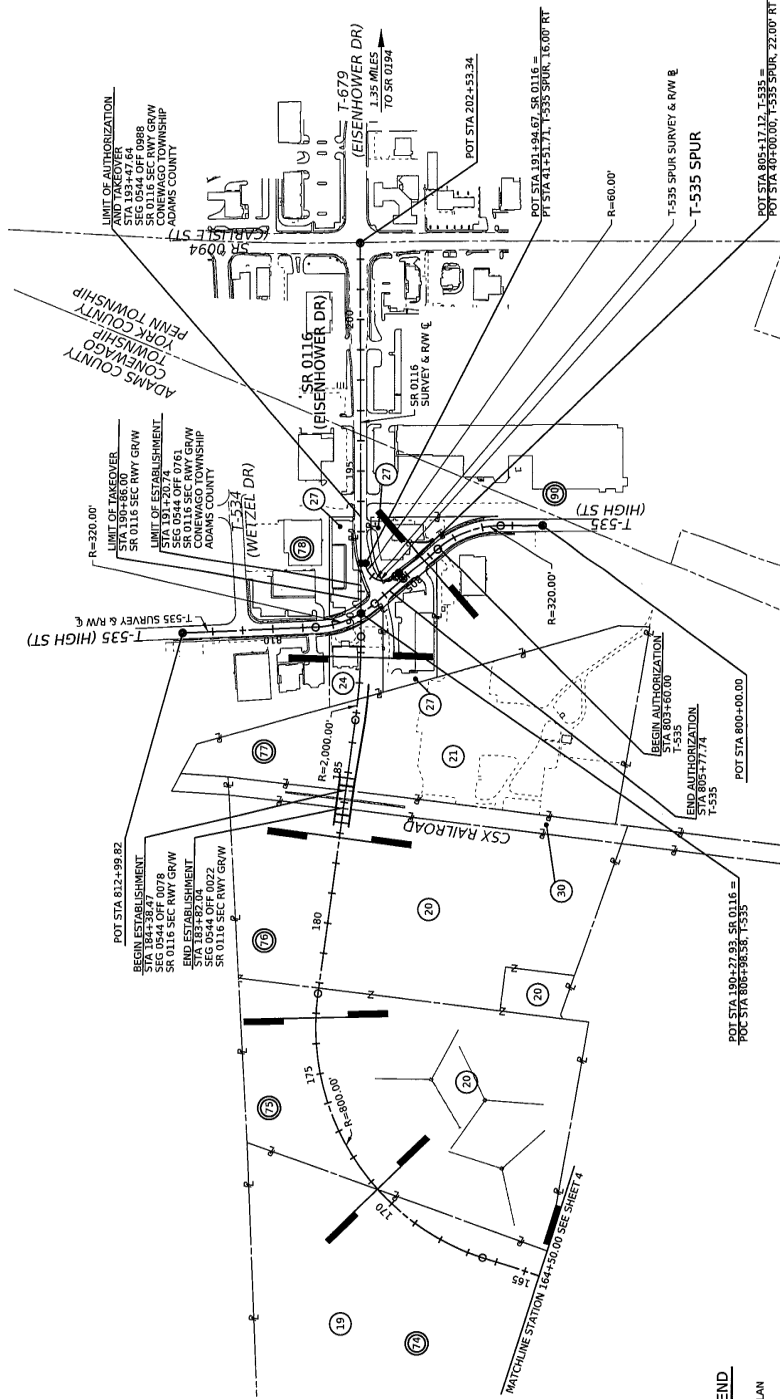 LIMIT OF AUTHORIZATION
AND TAKEOVER
STA 193+47.64
SEG 0544 OFF 0988
SR 0116 SEC RWY GR/W
CONEWAGO TOWNSHIP
ADAMS COUNTY
T-679
(EISENHOWER DR)
1.35 MILES
TO SR 0194
POT STA 202+53.34
POT STA 191+94.67, SR 0116 =
PT STA 41+51.71, T-535 SPUR, 16.00' RT
R=60.00'
T-535 SPUR SURVEY & R/W ⅊
T-535 SPUR
POT STA 805+17.12, T-535 =
POT STA 40+00.00, T-535 SPUR, 22.00' RT
SR 0094
(CARLISLE ST)
ADAMS COUNTY
CONEWAGO
TOWNSHIP
YORK COUNTY
PENN TOWNSHIP
SR 0116
(EISENHOWER DR)
200
195
SR 0116
SURVEY & R/W ℄
LIMIT OF TAKEOVER
STA 190+86.00
SR 0116 SEC RWY GR/W
LIMIT OF ESTABLISHMENT
STA 191+20.74
SEG 0544 OFF 0761
SR 0116 SEC RWY GR/W
CONEWAGO TOWNSHIP
ADAMS COUNTY
R=320.00'
T-534
(WETZEL DR)
27
27
78
90
T-535
(HIGH ST)
T-535 SURVEY & R/W ℄
T-535 (HIGH ST)
810
805
R=320.00'
24
27
77
R=2,000.00'
185
21
BEGIN AUTHORIZATION
STA 803+60.00
T-535
END AUTHORIZATION
STA 805+77.74
T-535
POT STA 800+00.00
POT STA 812+99.82
BEGIN ESTABLISHMENT
STA 184+38.47
SEG 0544 OFF 0078
SR 0116 SEC RWY GR/W
END ESTABLISHMENT
STA 183+82.04
SEG 0544 OFF 0022
SR 0116 SEC RWY GR/W
CSX RAILROAD
30
POT STA 190+27.93, SR 0116 =
POC STA 806+98.58, T-535
76
180
20
20
75
175
R=800.00'
20
170
165
MATCHLINE STATION 164+50.00 SEE SHEET 4
19
74
END
LAN